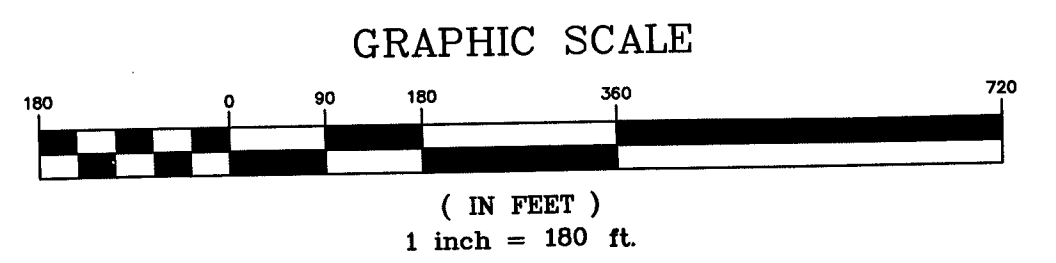 GRAPHIC SCALE
180 0 90 180 360 720
( IN FEET )
1 inch = 180 ft.